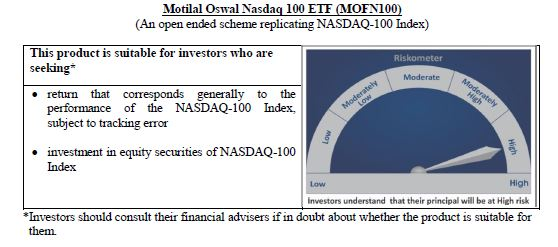 Motilal Oswal Nasdaq 100 ETF (MOFN100)
(An open ended scheme replicating NASDAQ-100 Index)
This product is suitable for investors who are
seeking*
• return that corresponds generally to the
performance of the NASDAQ-100 Index,
subject to tracking error
• investment in equity securities of NASDAQ-100
Index
Riskometer
Low
Moderately
Low
Moderate
Moderately
High
High
Low
High
Investors understand that their principal will be at High risk
*Investors should consult their financial advisers if in doubt about whether the product is suitable for
them.